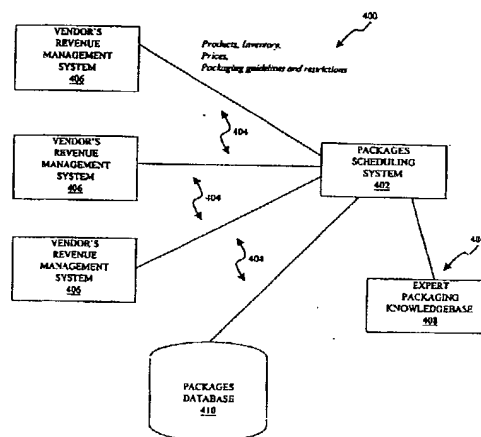 400
VENDOR'S
REVENUE
MANAGEMENT
SYSTEM
406
Products, Inventory,
Prices,
Packaging guidelines and restrictions
404
VENDOR'S
REVENUE
MANAGEMENT
SYSTEM
406
PACKAGES
SCHEDULING
SYSTEM
402
404
VENDOR'S
REVENUE
MANAGEMENT
SYSTEM
406
404
EXPERT
PACKAGING
KNOWLEDGEBASE
408
PACKAGES
DATABASE
410